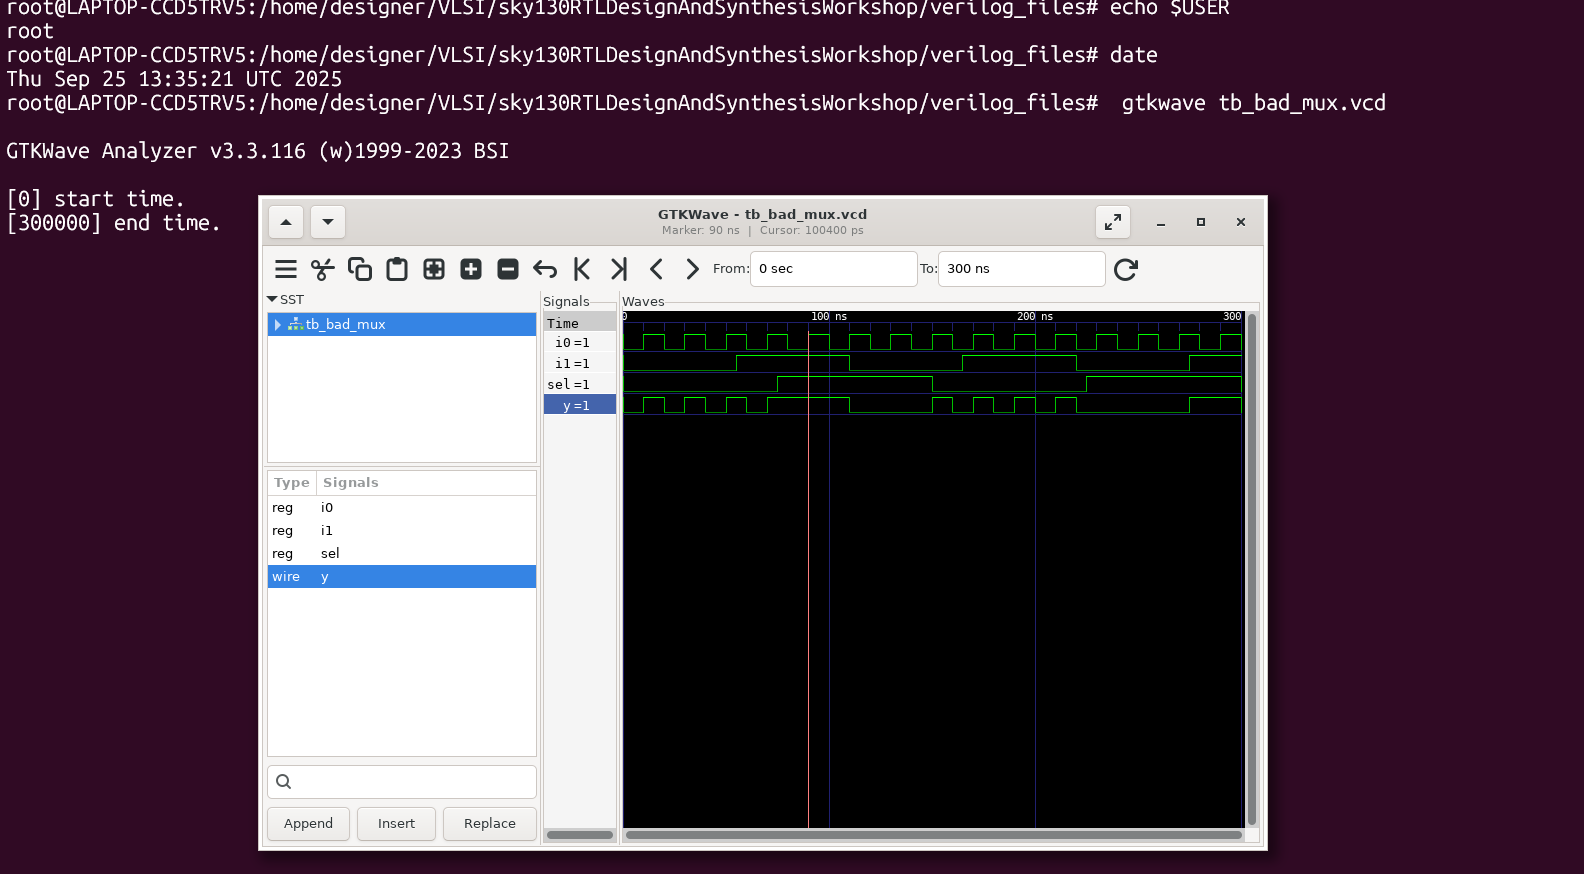 root@LAPTOP-CCD5TRV5:/home/designer/VLSI/sky130RTLDesignAndSynthesisWorkshop/verilog_files# echo $USER
root
root@LAPTOP-CCD5TRV5:/home/designer/VLSI/sky130RTLDesignAndSynthesisWorkshop/verilog_files# date
Thu Sep 25 13:35:21 UTC 2025
root@LAPTOP-CCD5TRV5:/home/designer/VLSI/sky130RTLDesignAndSynthesisWorkshop/verilog_files#  gtkwave tb_bad_mux.vcd
GTKWave Analyzer v3.3.116 (w)1999-2023 BSI
[0] start time.
[300000] end time.
GTKWave - tb_bad_mux.vcd
Marker: 90 ns | Cursor: 100400 ps
From: 0 sec To: 300 ns
SST
tb_bad_mux
Type Signals
reg i0
reg i1
reg sel
wire y
Append Insert Replace
Signals
Time
i0 =1
i1 =1
sel =1
y =1
Waves
0 100 ns 200 ns 300